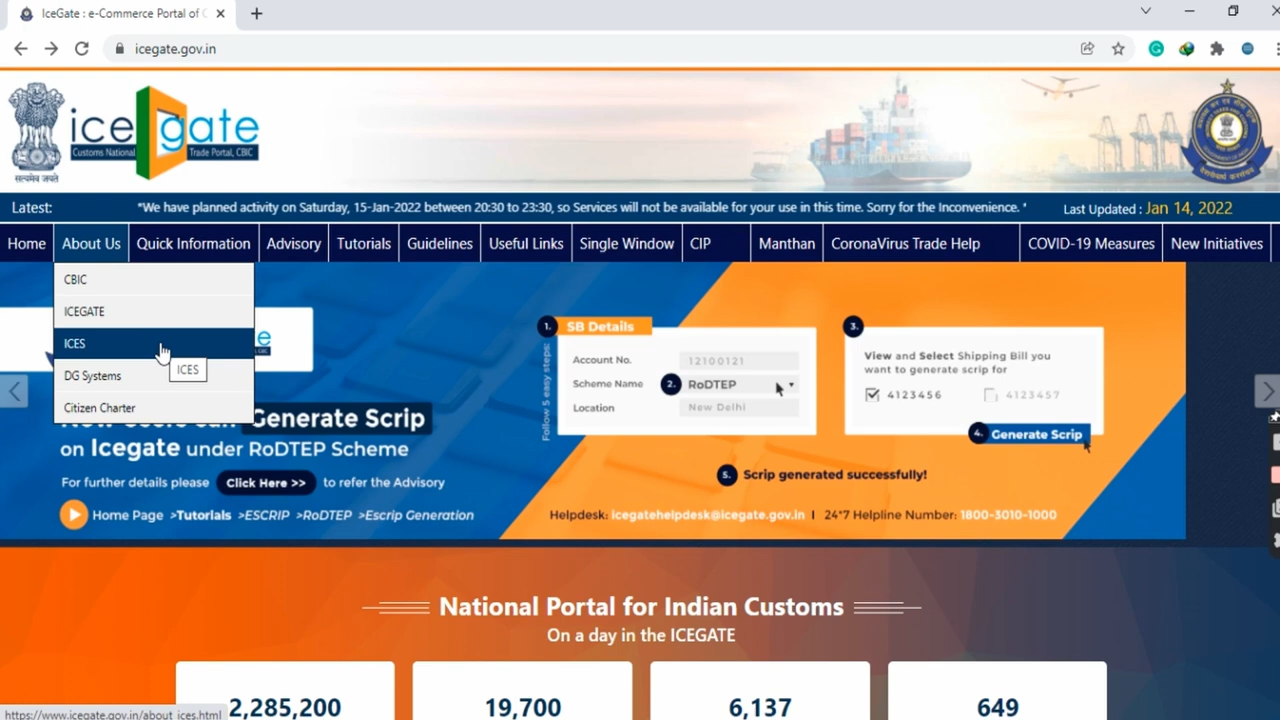 IceGate : e-Commerce Portal of
icegate.gov.in
सत्यमेव जयते
ice gate
Customs National Trade Portal, CBIC
Latest: *We have planned activity on Saturday, 15-Jan-2022 between 20:30 to 23:30, so Services will not be available for your use in this time. Sorry for the Inconvenience. * Last Updated : Jan 14, 2022
Home About Us Quick Information Advisory Tutorials Guidelines Useful Links Single Window CIP Manthan CoronaVirus Trade Help COVID-19 Measures New Initiatives
CBIC
ICEGATE
ICES
ICES
DG Systems
Citizen Charter
Generate Scrip
on Icegate under RoDTEP Scheme
For further details please Click Here >> to refer the Advisory
Home Page >Tutorials >ESCRIP >RoDTEP >Escrip Generation
Follow 5 easy steps:
1. SB Details
Account No. 12100121
Scheme Name 2. RoDTEP
Location New Delhi
3.
View and Select Shipping Bill you
want to generate scrip for
4123456 4123457
4. Generate Scrip
5. Scrip generated successfully!
Helpdesk: icegatehelpdesk@icegate.gov.in I 24*7 Helpline Number: 1800-3010-1000
National Portal for Indian Customs
On a day in the ICEGATE
2,285,200 19,700 6,137 649
https://www.icegate.gov.in/about_ices.html